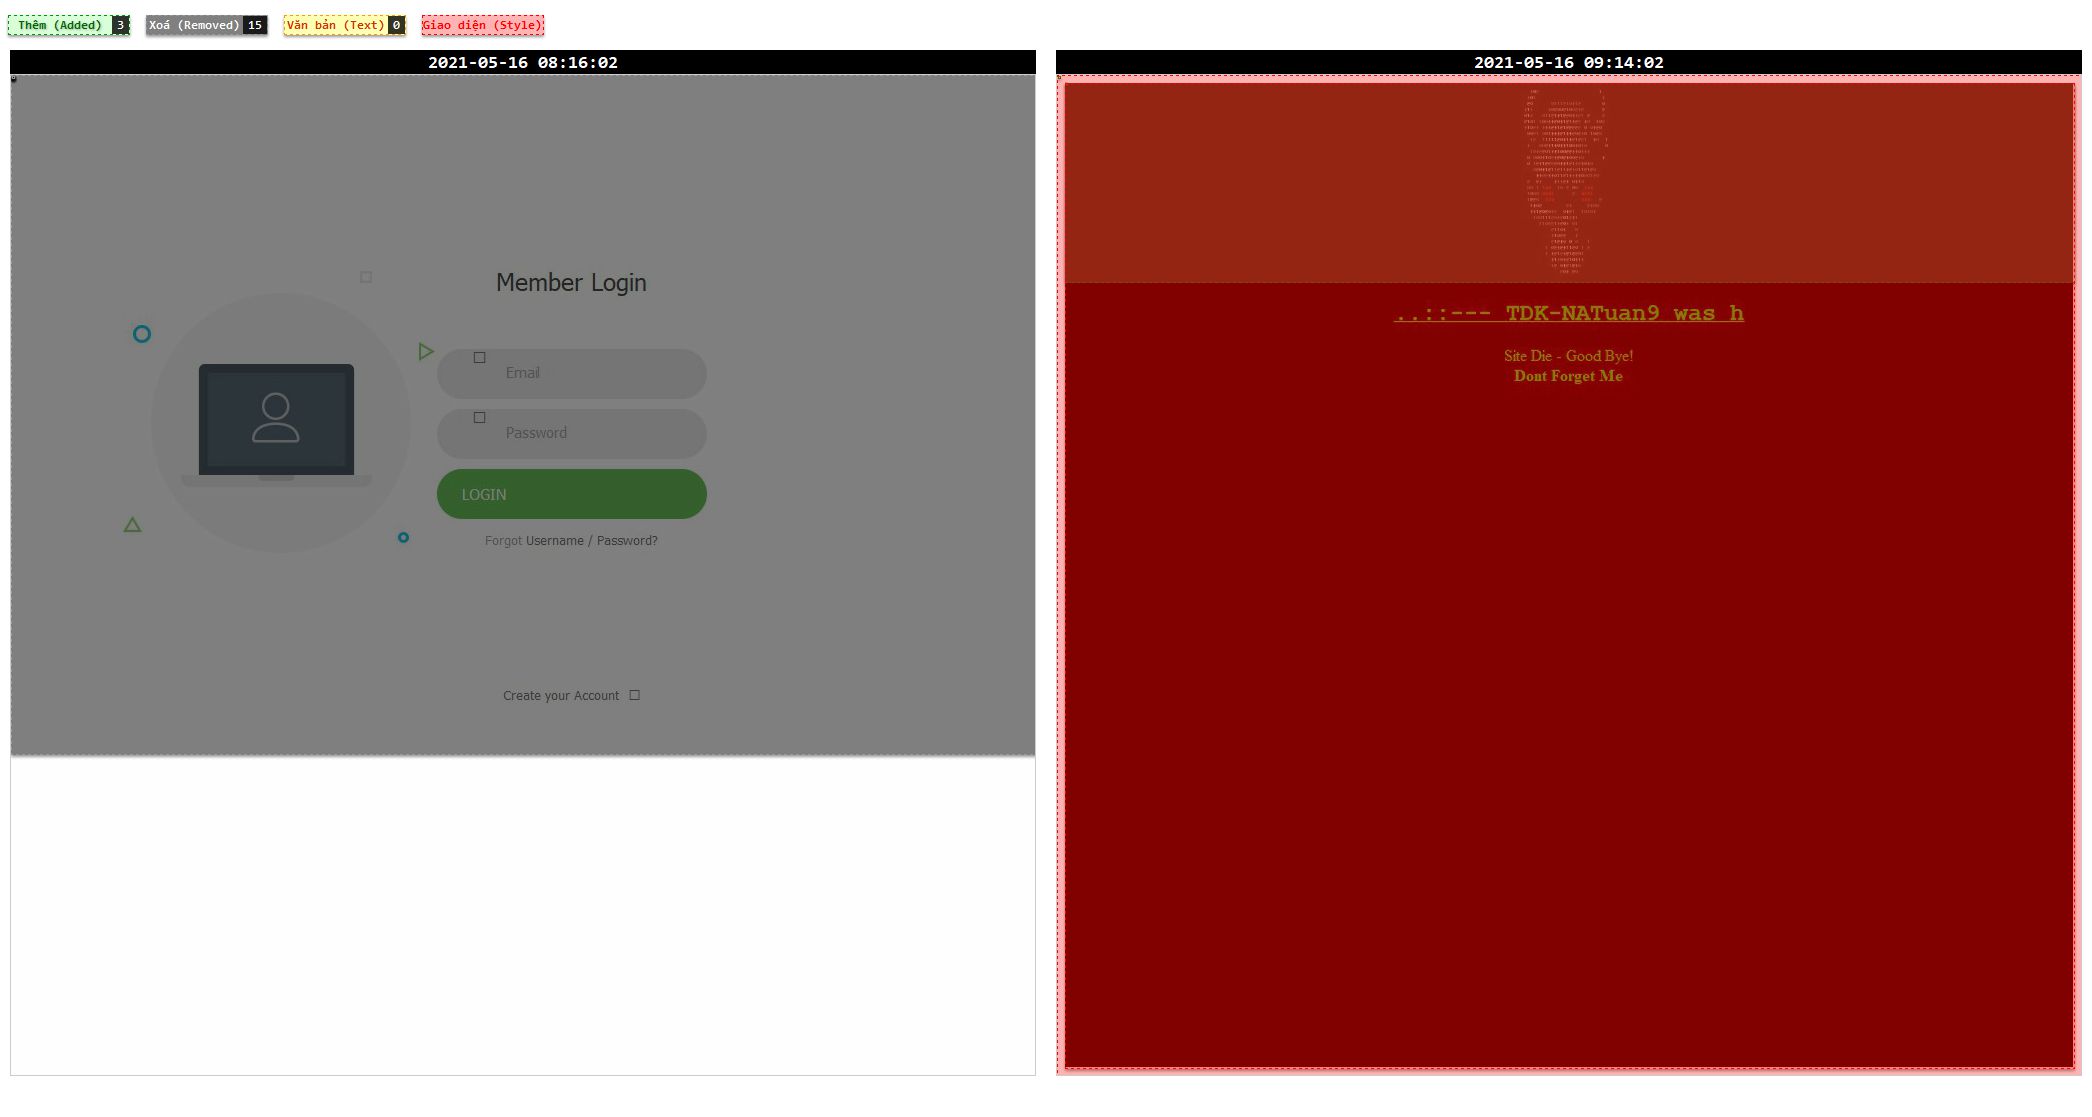 Thêm (Added) 3
Xoá (Removed) 15
Văn bản (Text) 0
Giao diện (Style)
2021-05-16 08:16:02
Member Login
Email
Password
LOGIN
Forgot Username / Password?
Create your Account
2021-05-16 09:14:02
..::--- TDK-NATuan9 was h
Site Die - Good Bye!
Dont Forget Me